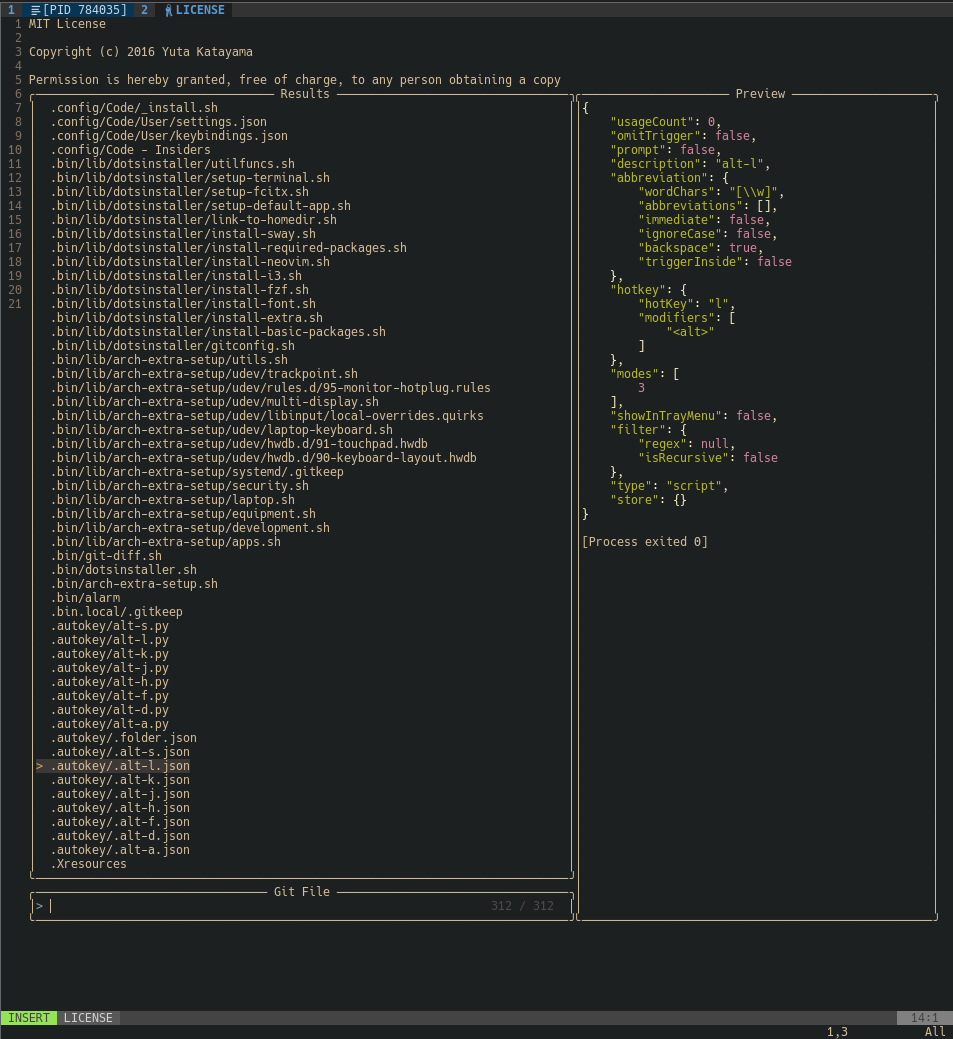 1 [PID 784035] 2 LICENSE
1 MIT License
2
3 Copyright (c) 2016 Yuta Katayama
4
5 Permission is hereby granted, free of charge, to any person obtaining a copy
6
7
8
9
10
11
12
13
14
15
16
17
18
19
20
21
Results
.config/Code/_install.sh
.config/Code/User/settings.json
.config/Code/User/keybindings.json
.config/Code - Insiders
.bin/lib/dotsinstaller/utilfuncs.sh
.bin/lib/dotsinstaller/setup-terminal.sh
.bin/lib/dotsinstaller/setup-fcitx.sh
.bin/lib/dotsinstaller/setup-default-app.sh
.bin/lib/dotsinstaller/link-to-homedir.sh
.bin/lib/dotsinstaller/install-sway.sh
.bin/lib/dotsinstaller/install-required-packages.sh
.bin/lib/dotsinstaller/install-neovim.sh
.bin/lib/dotsinstaller/install-i3.sh
.bin/lib/dotsinstaller/install-fzf.sh
.bin/lib/dotsinstaller/install-font.sh
.bin/lib/dotsinstaller/install-extra.sh
.bin/lib/dotsinstaller/install-basic-packages.sh
.bin/lib/dotsinstaller/gitconfig.sh
.bin/lib/arch-extra-setup/utils.sh
.bin/lib/arch-extra-setup/udev/trackpoint.sh
.bin/lib/arch-extra-setup/udev/rules.d/95-monitor-hotplug.rules
.bin/lib/arch-extra-setup/udev/multi-display.sh
.bin/lib/arch-extra-setup/udev/libinput/local-overrides.quirks
.bin/lib/arch-extra-setup/udev/laptop-keyboard.sh
.bin/lib/arch-extra-setup/udev/hwdb.d/91-touchpad.hwdb
.bin/lib/arch-extra-setup/udev/hwdb.d/90-keyboard-layout.hwdb
.bin/lib/arch-extra-setup/systemd/.gitkeep
.bin/lib/arch-extra-setup/security.sh
.bin/lib/arch-extra-setup/laptop.sh
.bin/lib/arch-extra-setup/equipment.sh
.bin/lib/arch-extra-setup/development.sh
.bin/lib/arch-extra-setup/apps.sh
.bin/git-diff.sh
.bin/dotsinstaller.sh
.bin/arch-extra-setup.sh
.bin/alarm
.bin.local/.gitkeep
.autokey/alt-s.py
.autokey/alt-l.py
.autokey/alt-k.py
.autokey/alt-j.py
.autokey/alt-h.py
.autokey/alt-f.py
.autokey/alt-d.py
.autokey/alt-a.py
.autokey/.folder.json
.autokey/.alt-s.json
> .autokey/.alt-l.json
.autokey/.alt-k.json
.autokey/.alt-j.json
.autokey/.alt-h.json
.autokey/.alt-f.json
.autokey/.alt-d.json
.autokey/.alt-a.json
.Xresources
Git File
> 312 / 312
Preview
{
    "usageCount": 0,
    "omitTrigger": false,
    "prompt": false,
    "description": "alt-l",
    "abbreviation": {
        "wordChars": "[\\w]",
        "abbreviations": [],
        "immediate": false,
        "ignoreCase": false,
        "backspace": true,
        "triggerInside": false
    },
    "hotkey": {
        "hotKey": "l",
        "modifiers": [
            "<alt>"
        ]
    },
    "modes": [
        3
    ],
    "showInTrayMenu": false,
    "filter": {
        "regex": null,
        "isRecursive": false
    },
    "type": "script",
    "store": {}
}
[Process exited 0]
INSERT LICENSE 14:1
1,3 All